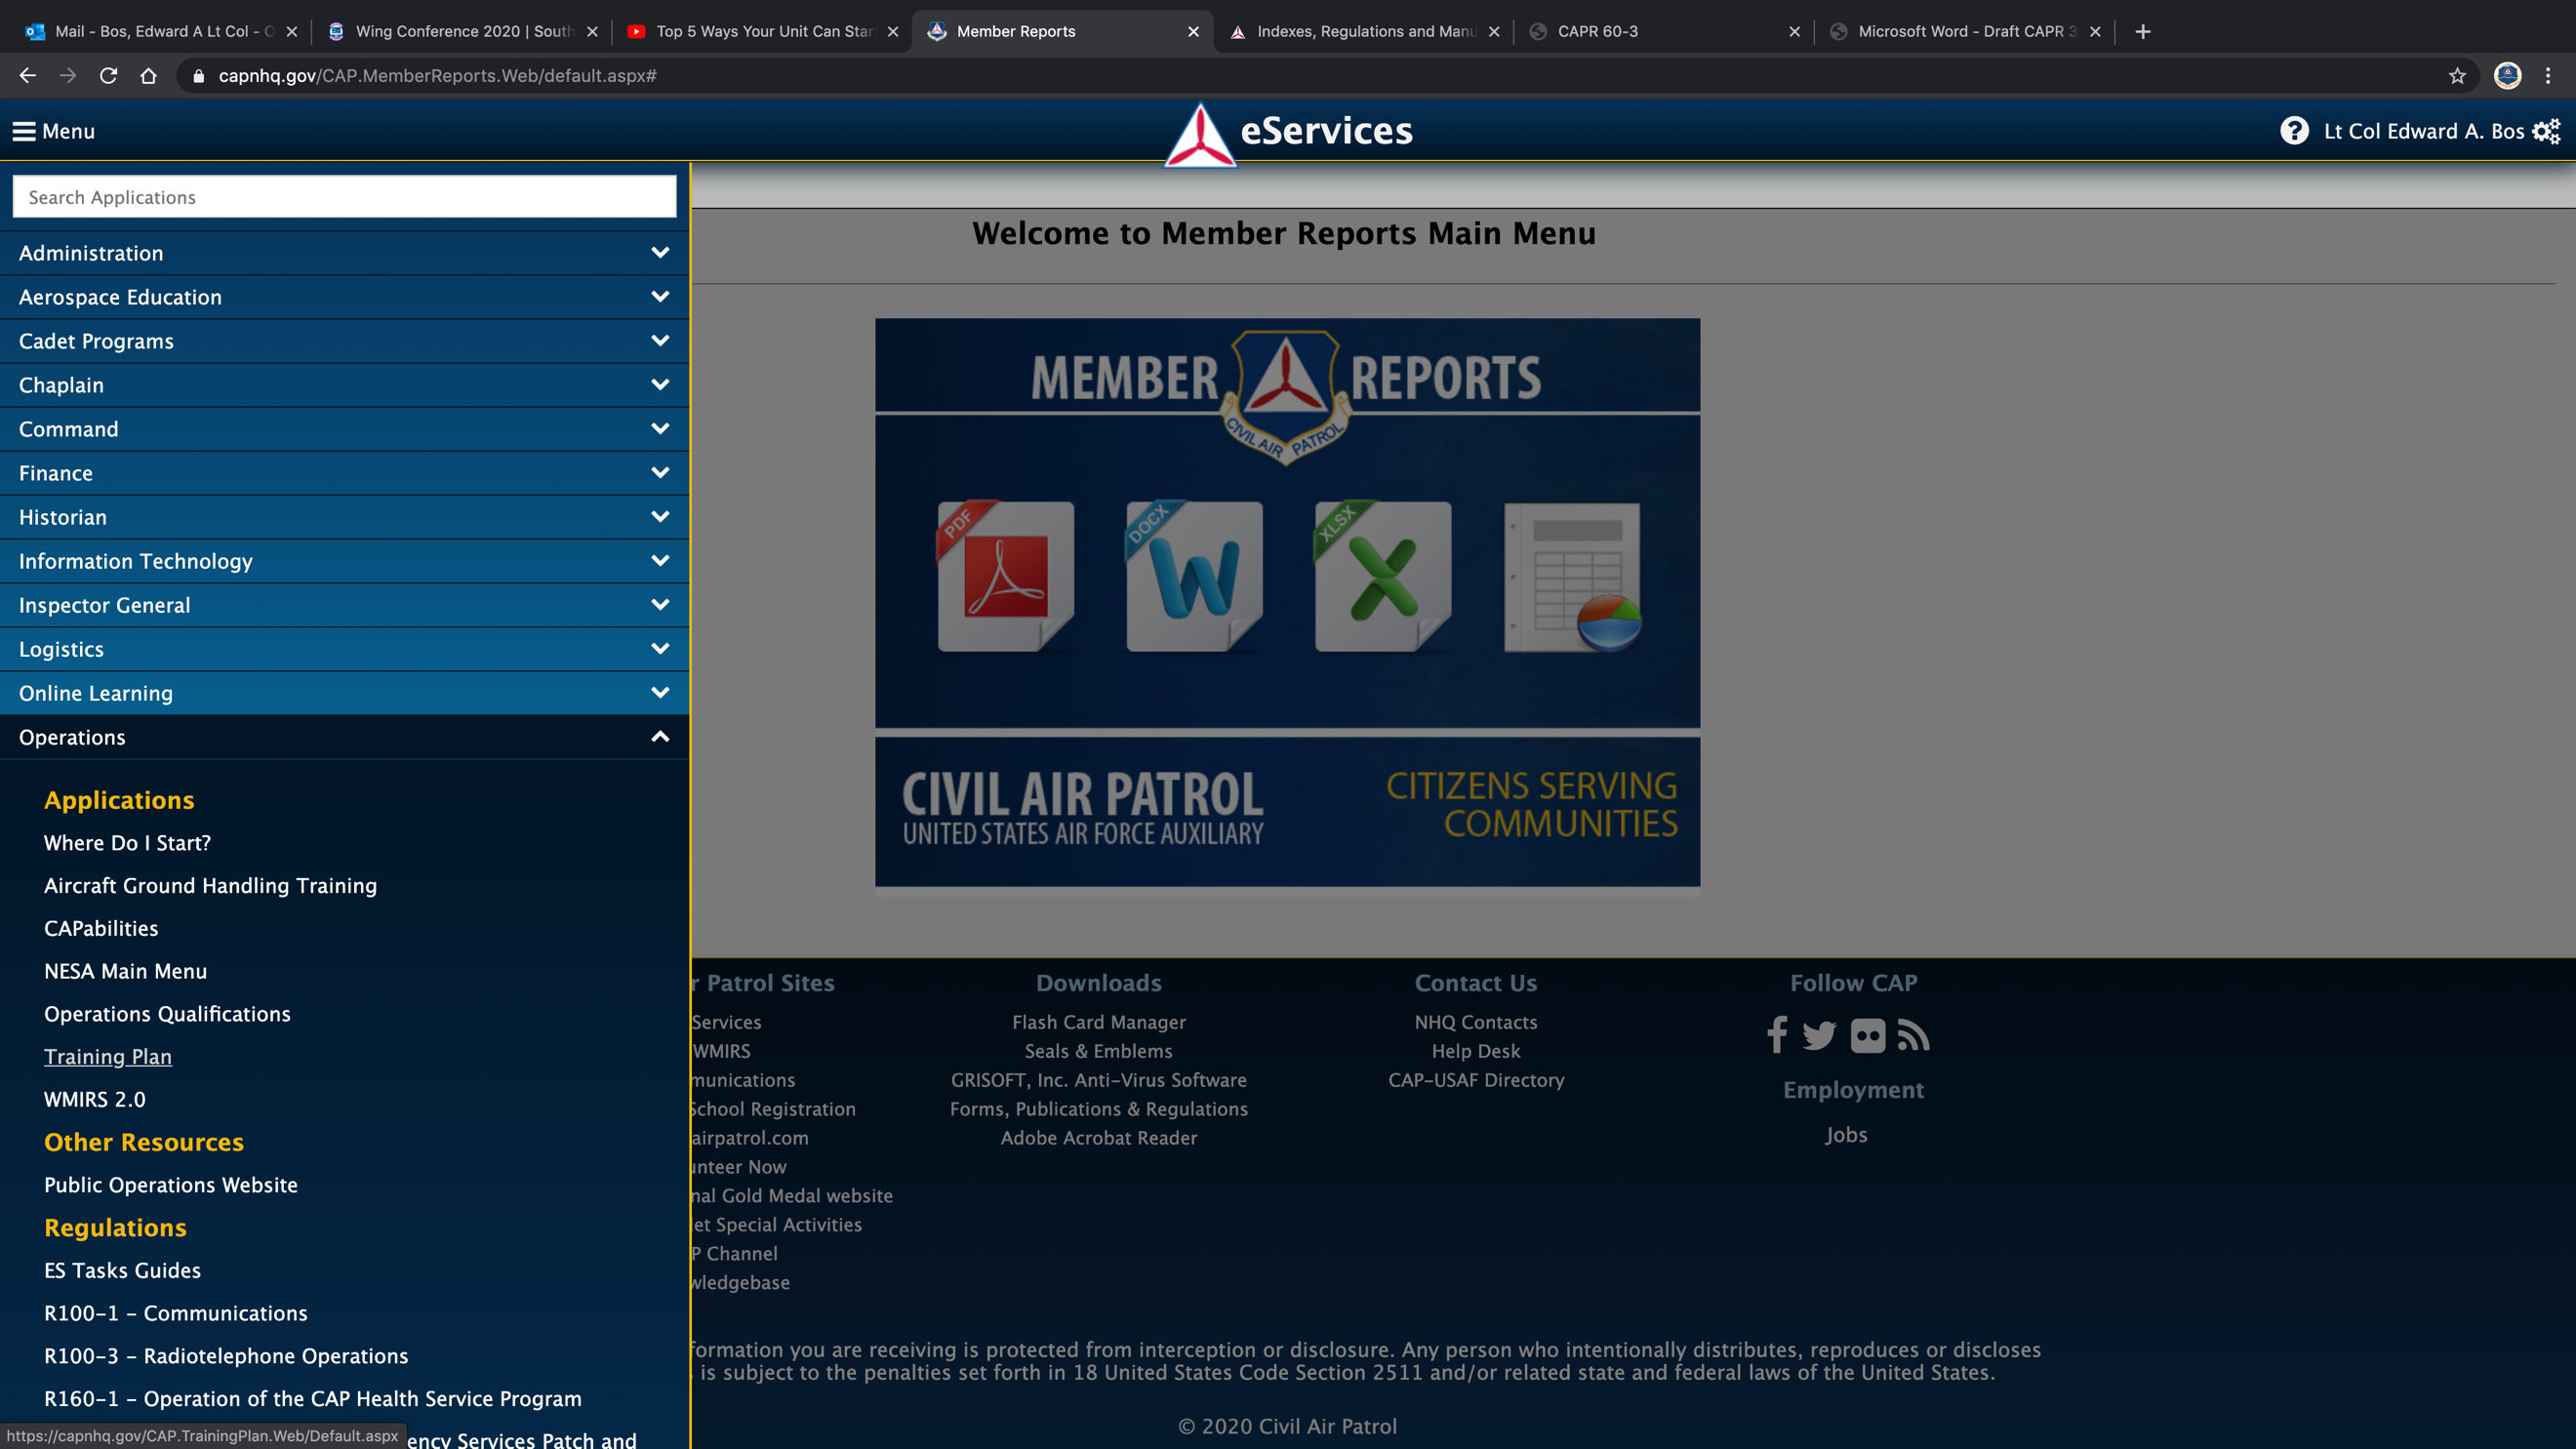 Mail - Bos, Edward A Lt Col - O
Wing Conference 2020 | South
Top 5 Ways Your Unit Can Star
Member Reports
Indexes, Regulations and Manu
CAPR 60-3
Microsoft Word - Draft CAPR 3
capnhq.gov/CAP.MemberReports.Web/default.aspx#
Menu
eServices
Lt Col Edward A. Bos
Search Applications
Administration
Aerospace Education
Cadet Programs
Chaplain
Command
Finance
Historian
Information Technology
Inspector General
Logistics
Online Learning
Operations
Applications
Where Do I Start?
Aircraft Ground Handling Training
CAPabilities
NESA Main Menu
Operations Qualifications
Training Plan
WMIRS 2.0
Other Resources
Public Operations Website
Regulations
ES Tasks Guides
R100-1 - Communications
R100-3 - Radiotelephone Operations
R160-1 - Operation of the CAP Health Service Program
ency Services Patch and
https://capnhq.gov/CAP.TrainingPlan.Web/Default.aspx
Welcome to Member Reports Main Menu
MEMBER REPORTS
CIVIL AIR PATROL
PDF
DOCX
XLSX
CIVIL AIR PATROL
UNITED STATES AIR FORCE AUXILIARY
CITIZENS SERVING
COMMUNITIES
r Patrol Sites
Services
WMIRS
munications
School Registration
airpatrol.com
unteer Now
nal Gold Medal website
et Special Activities
P Channel
wledgebase
Downloads
Flash Card Manager
Seals & Emblems
GRISOFT, Inc. Anti-Virus Software
Forms, Publications & Regulations
Adobe Acrobat Reader
Contact Us
NHQ Contacts
Help Desk
CAP-USAF Directory
Follow CAP
Employment
Jobs
formation you are receiving is protected from interception or disclosure. Any person who intentionally distributes, reproduces or discloses
is subject to the penalties set forth in 18 United States Code Section 2511 and/or related state and federal laws of the United States.
© 2020 Civil Air Patrol